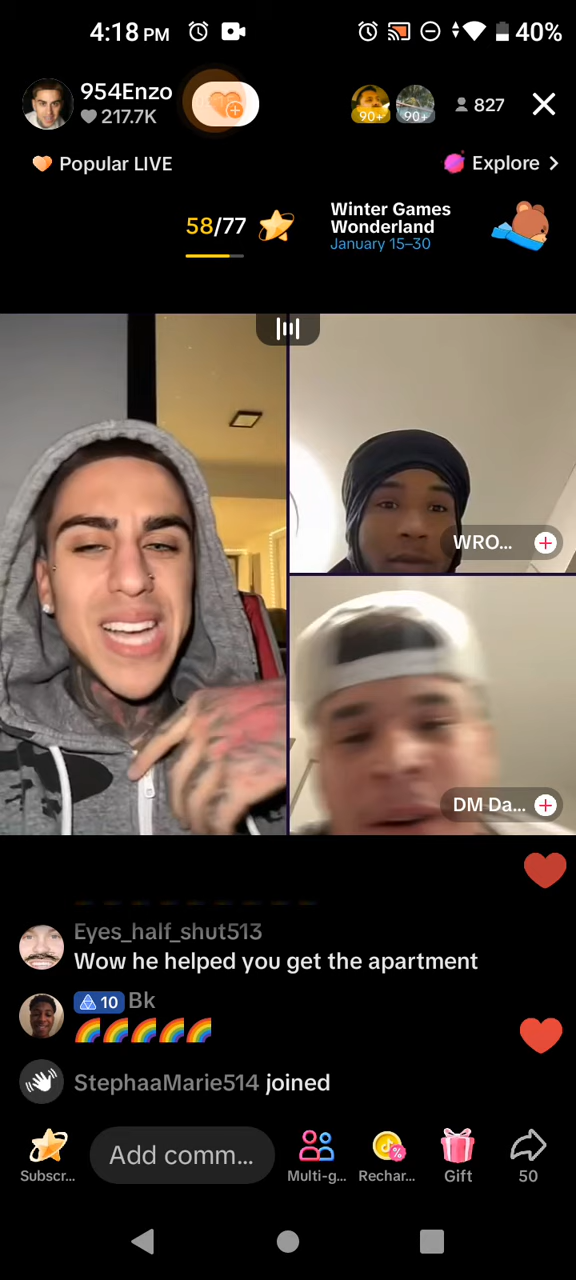 4:18 PM
40%
954Enzo
217.7K
90+
90+
827
Popular LIVE
Explore
58/77
Winter Games
Wonderland
January 15–30
WRO...
DM Da...
Eyes_half_shut513
Wow he helped you get the apartment
10 Bk
StephaaMarie514 joined
Add comm...
Subscr...
Multi-g...
Rechar...
Gift
50